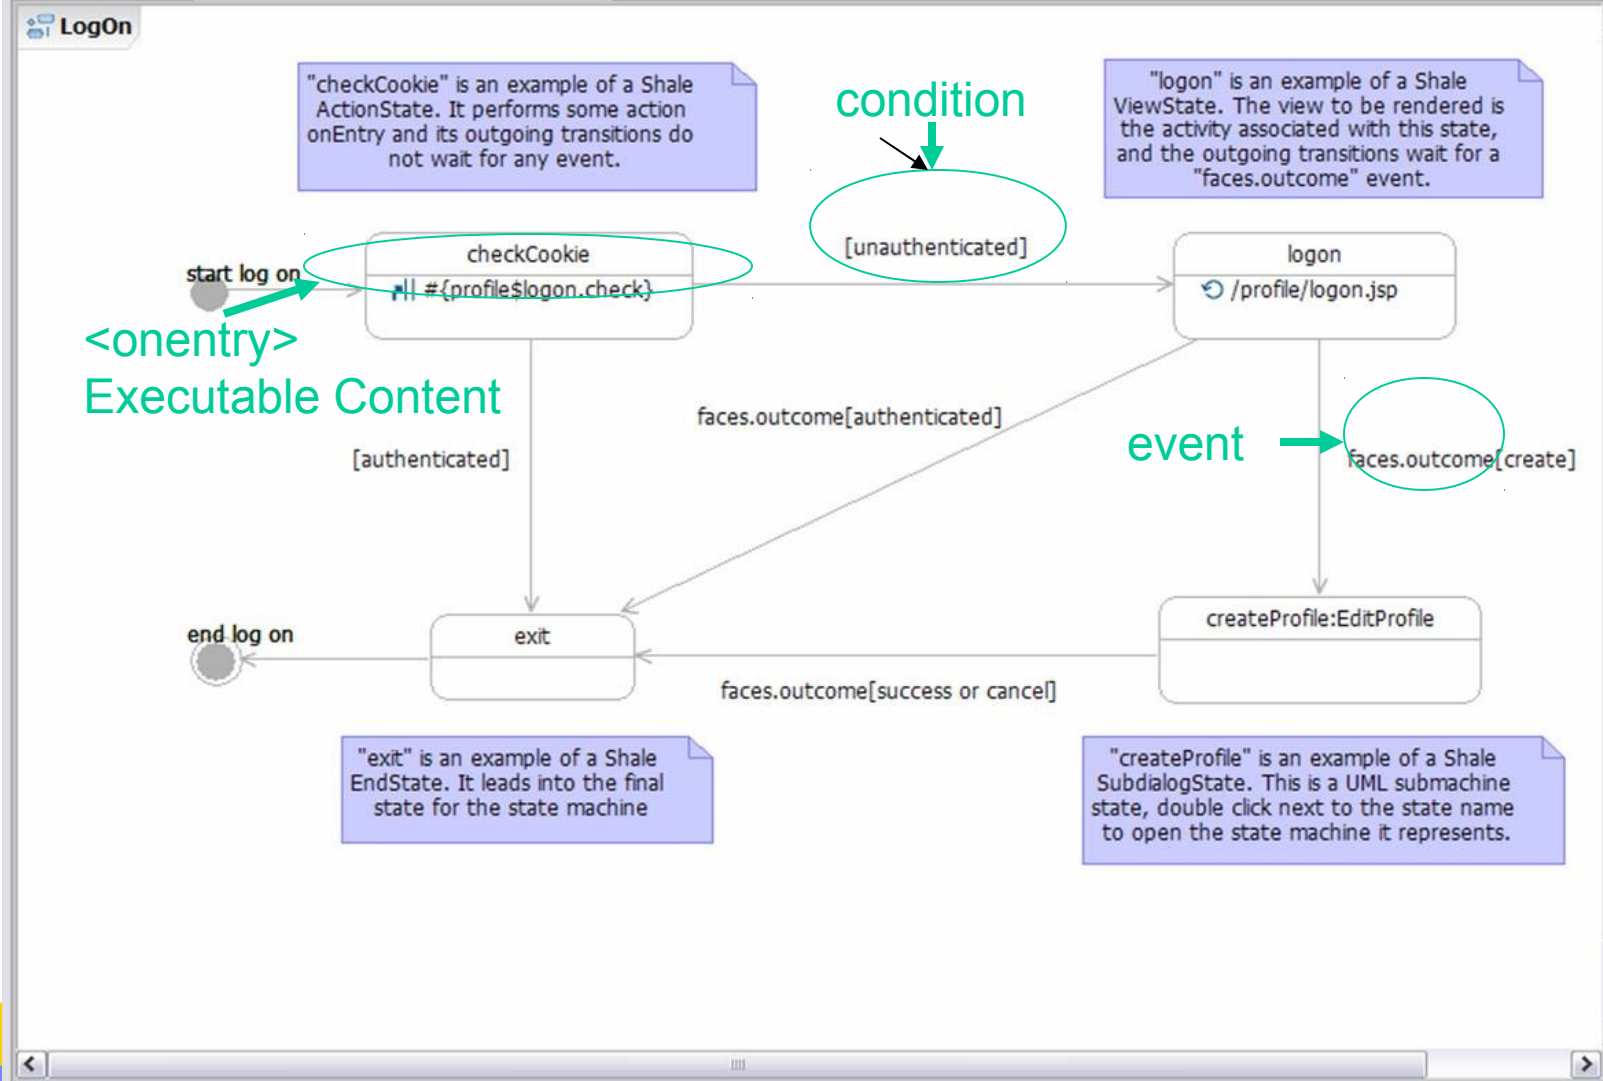 LogOn
"checkCookie" is an example of a Shale
ActionState. It performs some action
onEntry and its outgoing transitions do
not wait for any event.
condition
"logon" is an example of a Shale
ViewState. The view to be rendered is
the activity associated with this state,
and the outgoing transitions wait for a
"faces.outcome" event.
start log on
checkCookie
#{profile$logon.check}
[unauthenticated]
logon
/profile/logon.jsp
<onentry>
Executable Content
[authenticated]
faces.outcome[authenticated]
event
faces.outcome[create]
end log on
exit
createProfile:EditProfile
faces.outcome[success or cancel]
"exit" is an example of a Shale
EndState. It leads into the final
state for the state machine
"createProfile" is an example of a Shale
SubdialogState. This is a UML submachine
state, double click next to the state name
to open the state machine it represents.